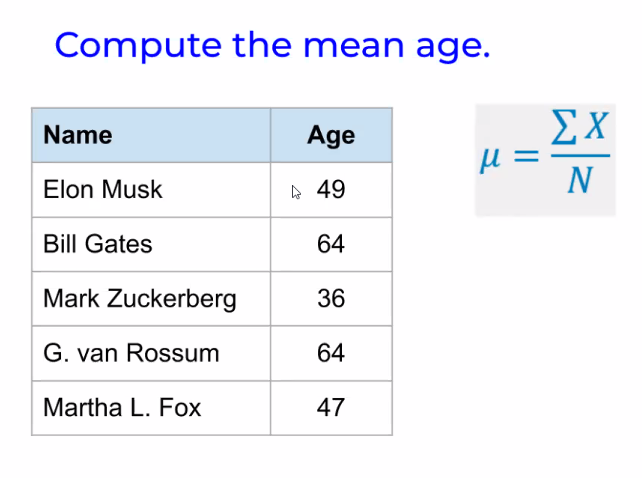 Compute the mean age.
Name Age
Elon Musk 49
Bill Gates 64
Mark Zuckerberg 36
G. van Rossum 64
Martha L. Fox 47
μ = ∑ X / N